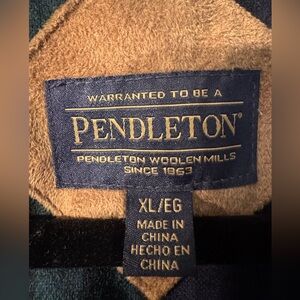 WARRANTED TO BE A
PENDLETON®
PENDLETON WOOLEN MILLS
SINCE 1863
XL/EG
MADE IN
CHINA
HECHO EN
CHINA